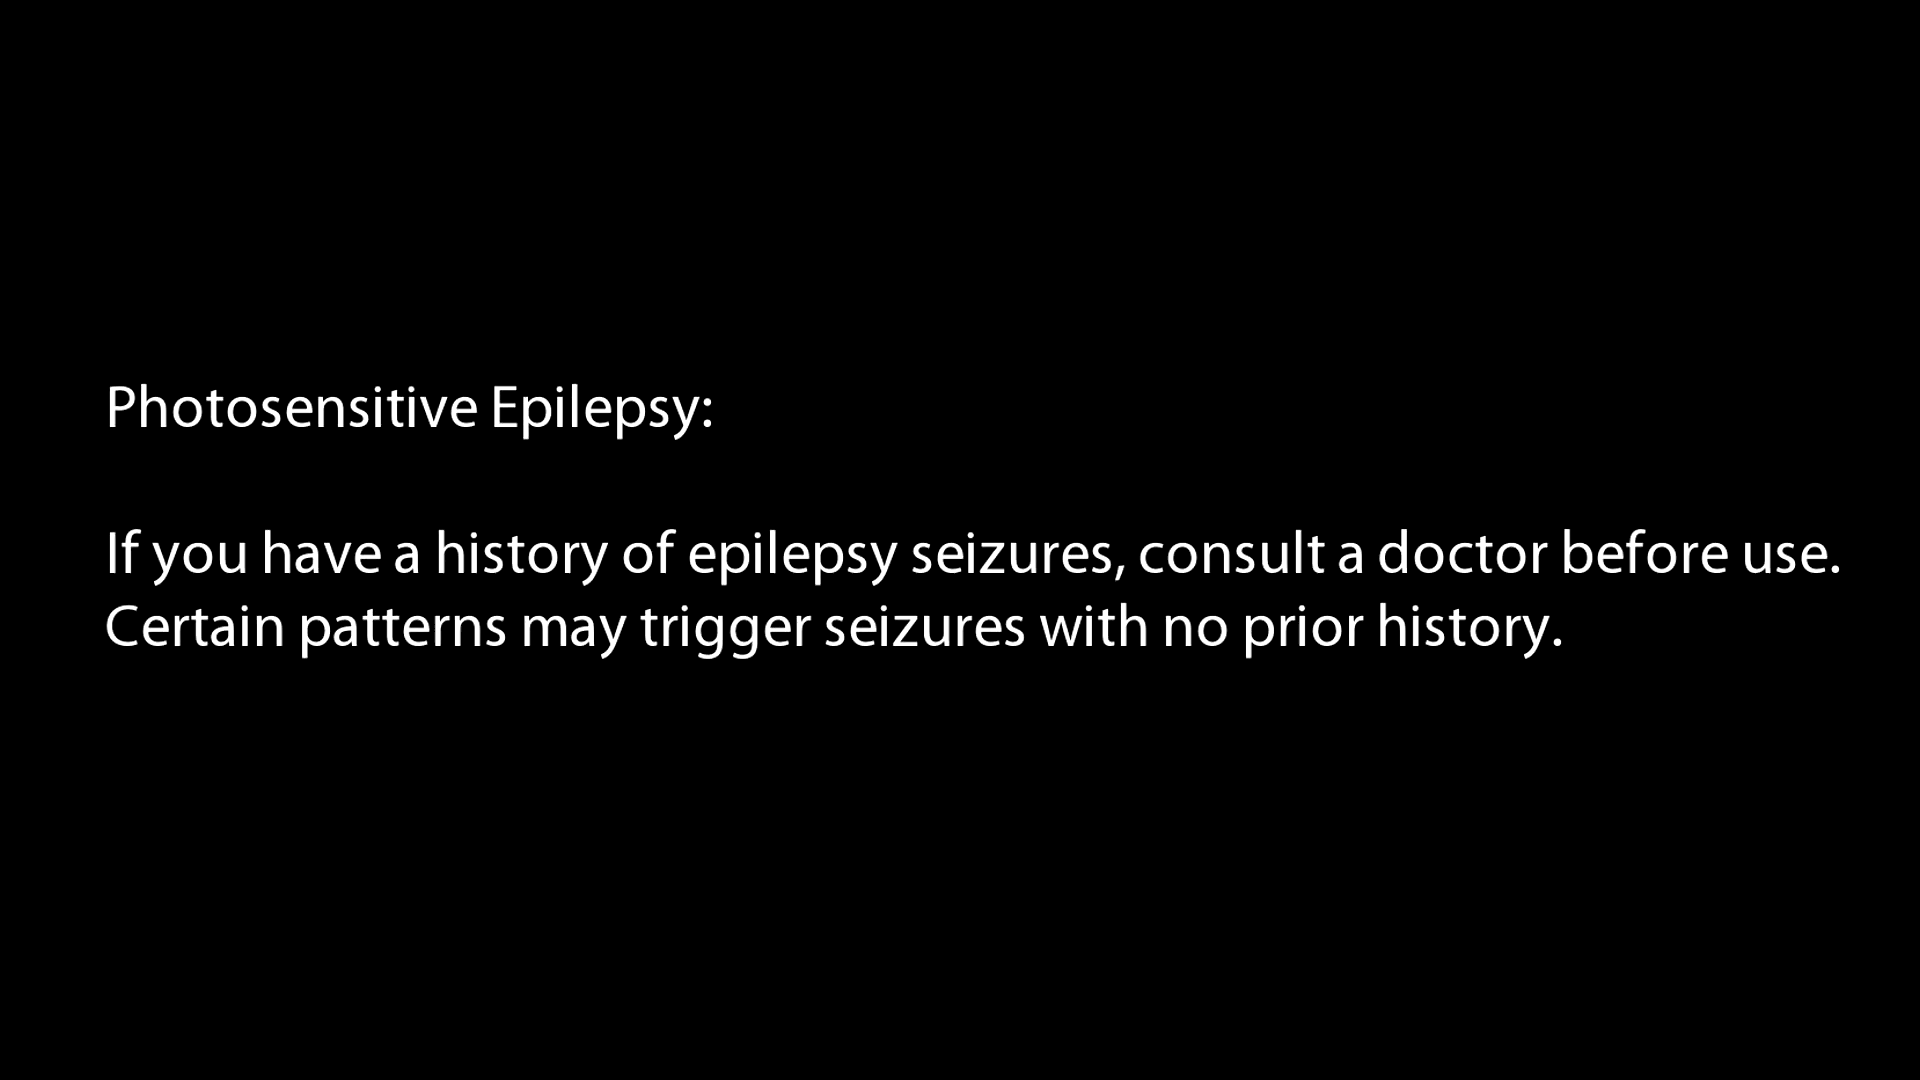 Photosensitive Epilepsy:
If you have a history of epilepsy seizures, consult a doctor before use.
Certain patterns may trigger seizures with no prior history.